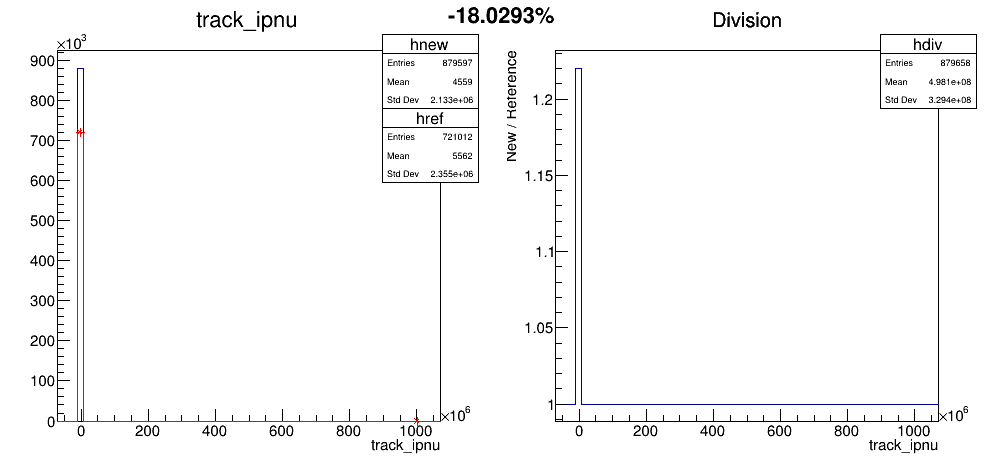 -18.0293%
track_ipnu
×10³
hnew
Entries 879597
Mean 4559
Std Dev 2.133e+06
href
Entries 721012
Mean 5562
Std Dev 2.355e+06
900
800
700
600
500
400
300
200
100
0
0 200 400 600 800 1000
×10⁶
track_ipnu
Division
hdiv
Entries 879658
Mean 4.981e+08
Std Dev 3.294e+08
New / Reference
1.2
1.15
1.1
1.05
1
0 200 400 600 800 1000
×10⁶
track_ipnu